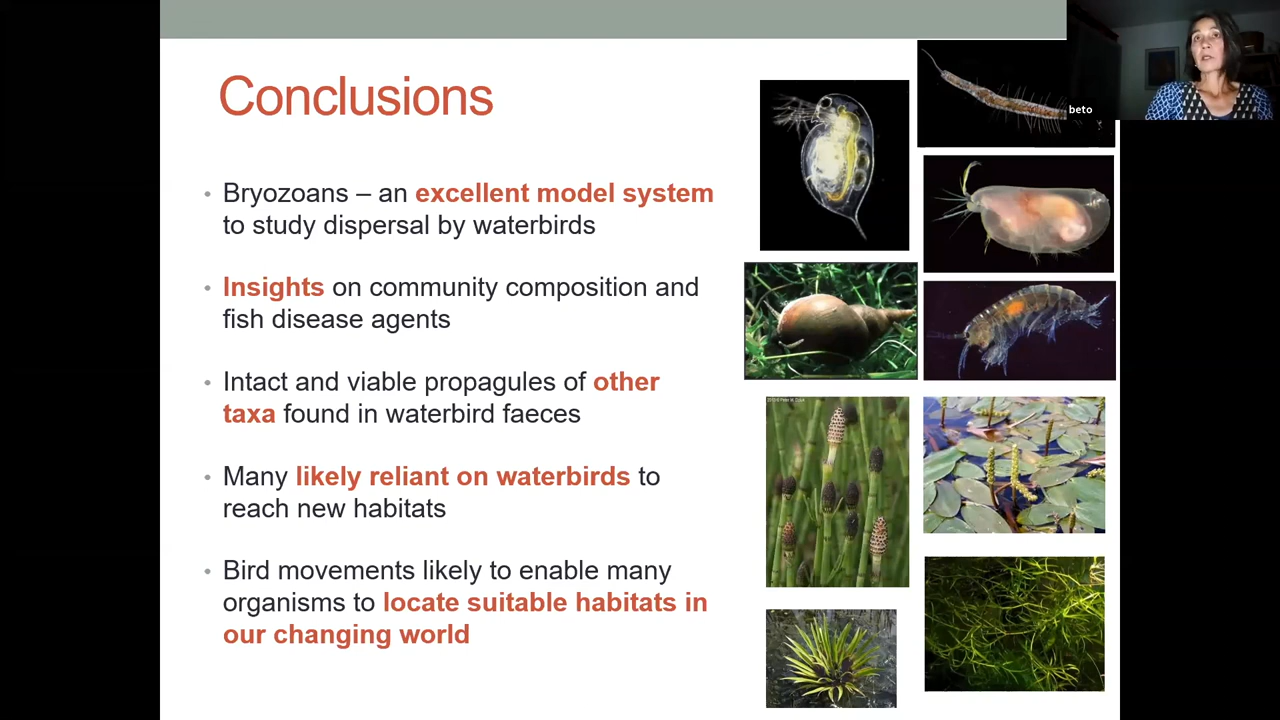 Conclusions
beto
Bryozoans – an excellent model system
to study dispersal by waterbirds
Insights on community composition and
fish disease agents
Intact and viable propagules of other
taxa found in waterbird faeces
Many likely reliant on waterbirds to
reach new habitats
Bird movements likely to enable many
organisms to locate suitable habitats in
our changing world